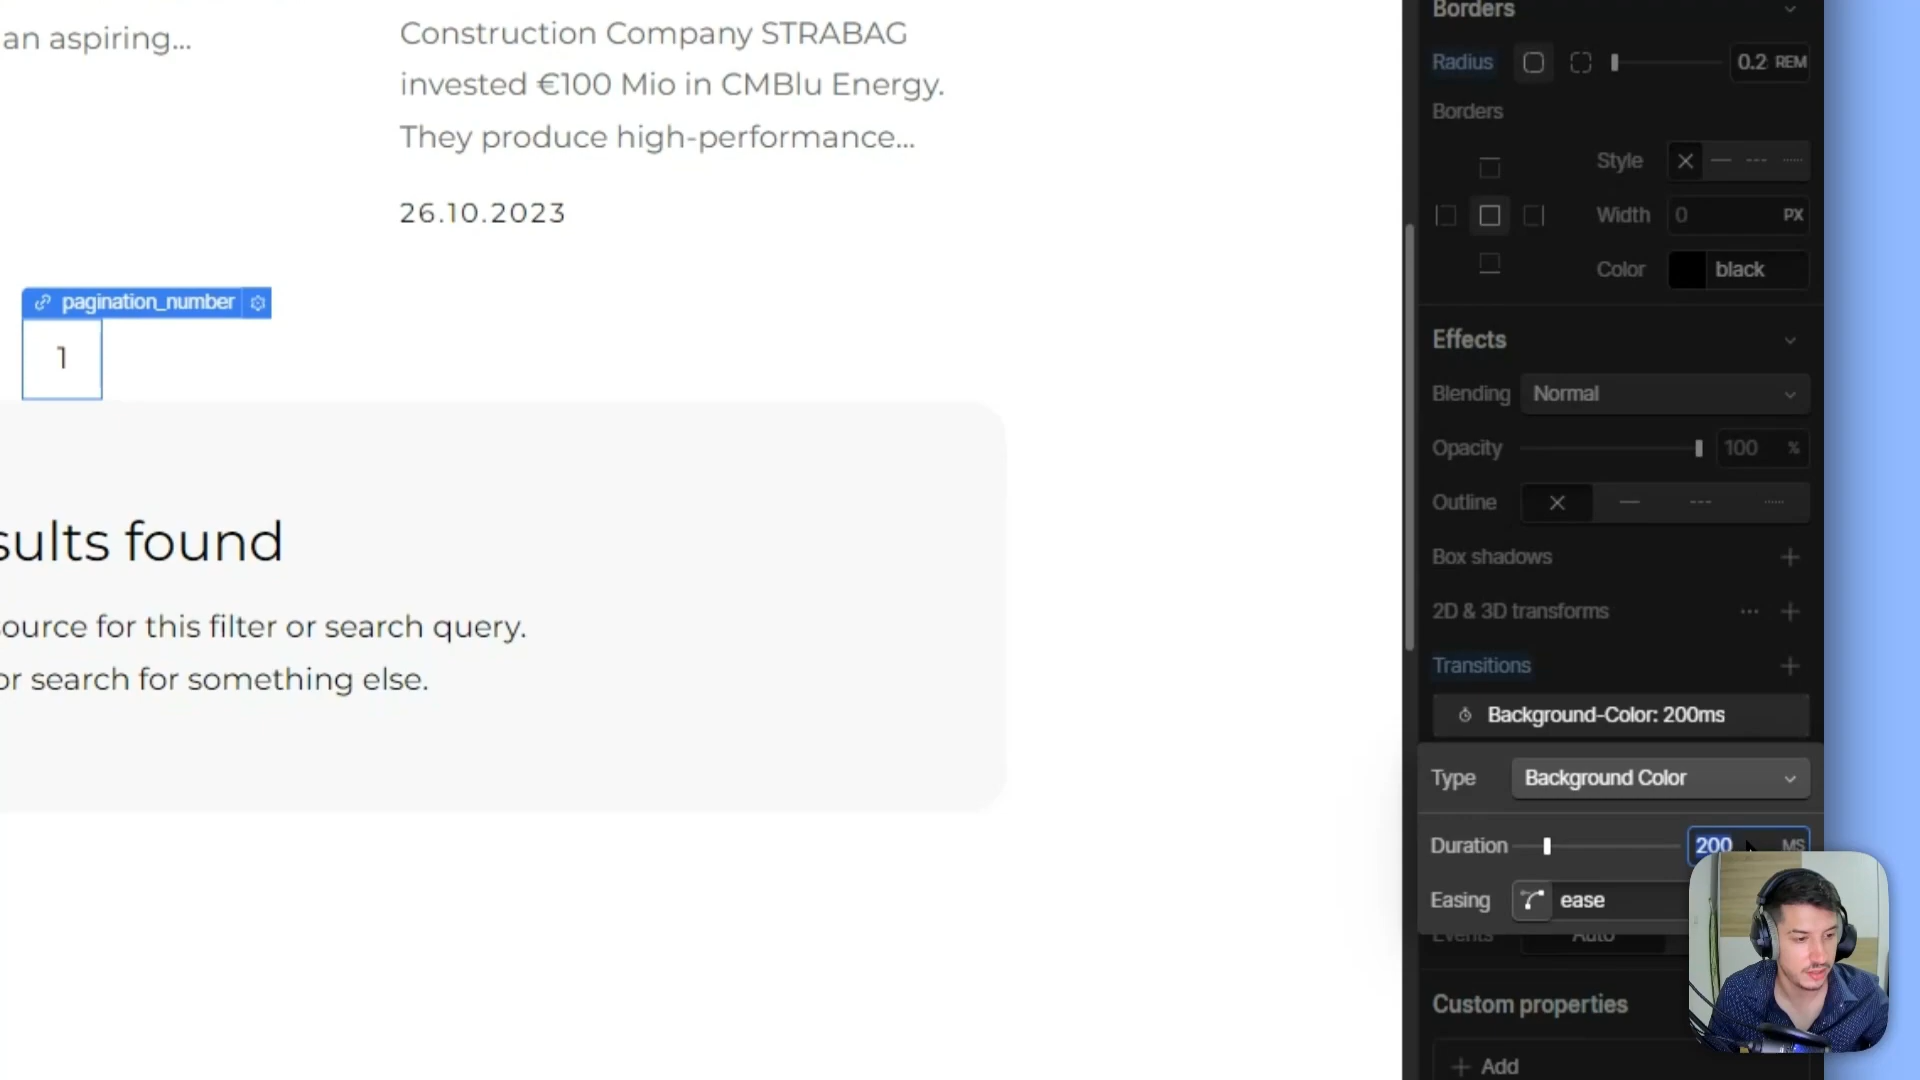 an aspiring...
Construction Company STRABAG
invested €100 Mio in CMBlu Energy.
They produce high-performance...
26.10.2023
pagination_number
1
sults found
source for this filter or search query.
or search for something else.
Borders
Radius
0.2 REM
Borders
Style
Width
0 PX
Color
black
Effects
Blending
Normal
Opacity
100 %
Outline
Box shadows
2D & 3D transforms
Transitions
Background-Color: 200ms
Type
Background Color
Duration
200 MS
Easing
ease
Events
Auto
Custom properties
Add